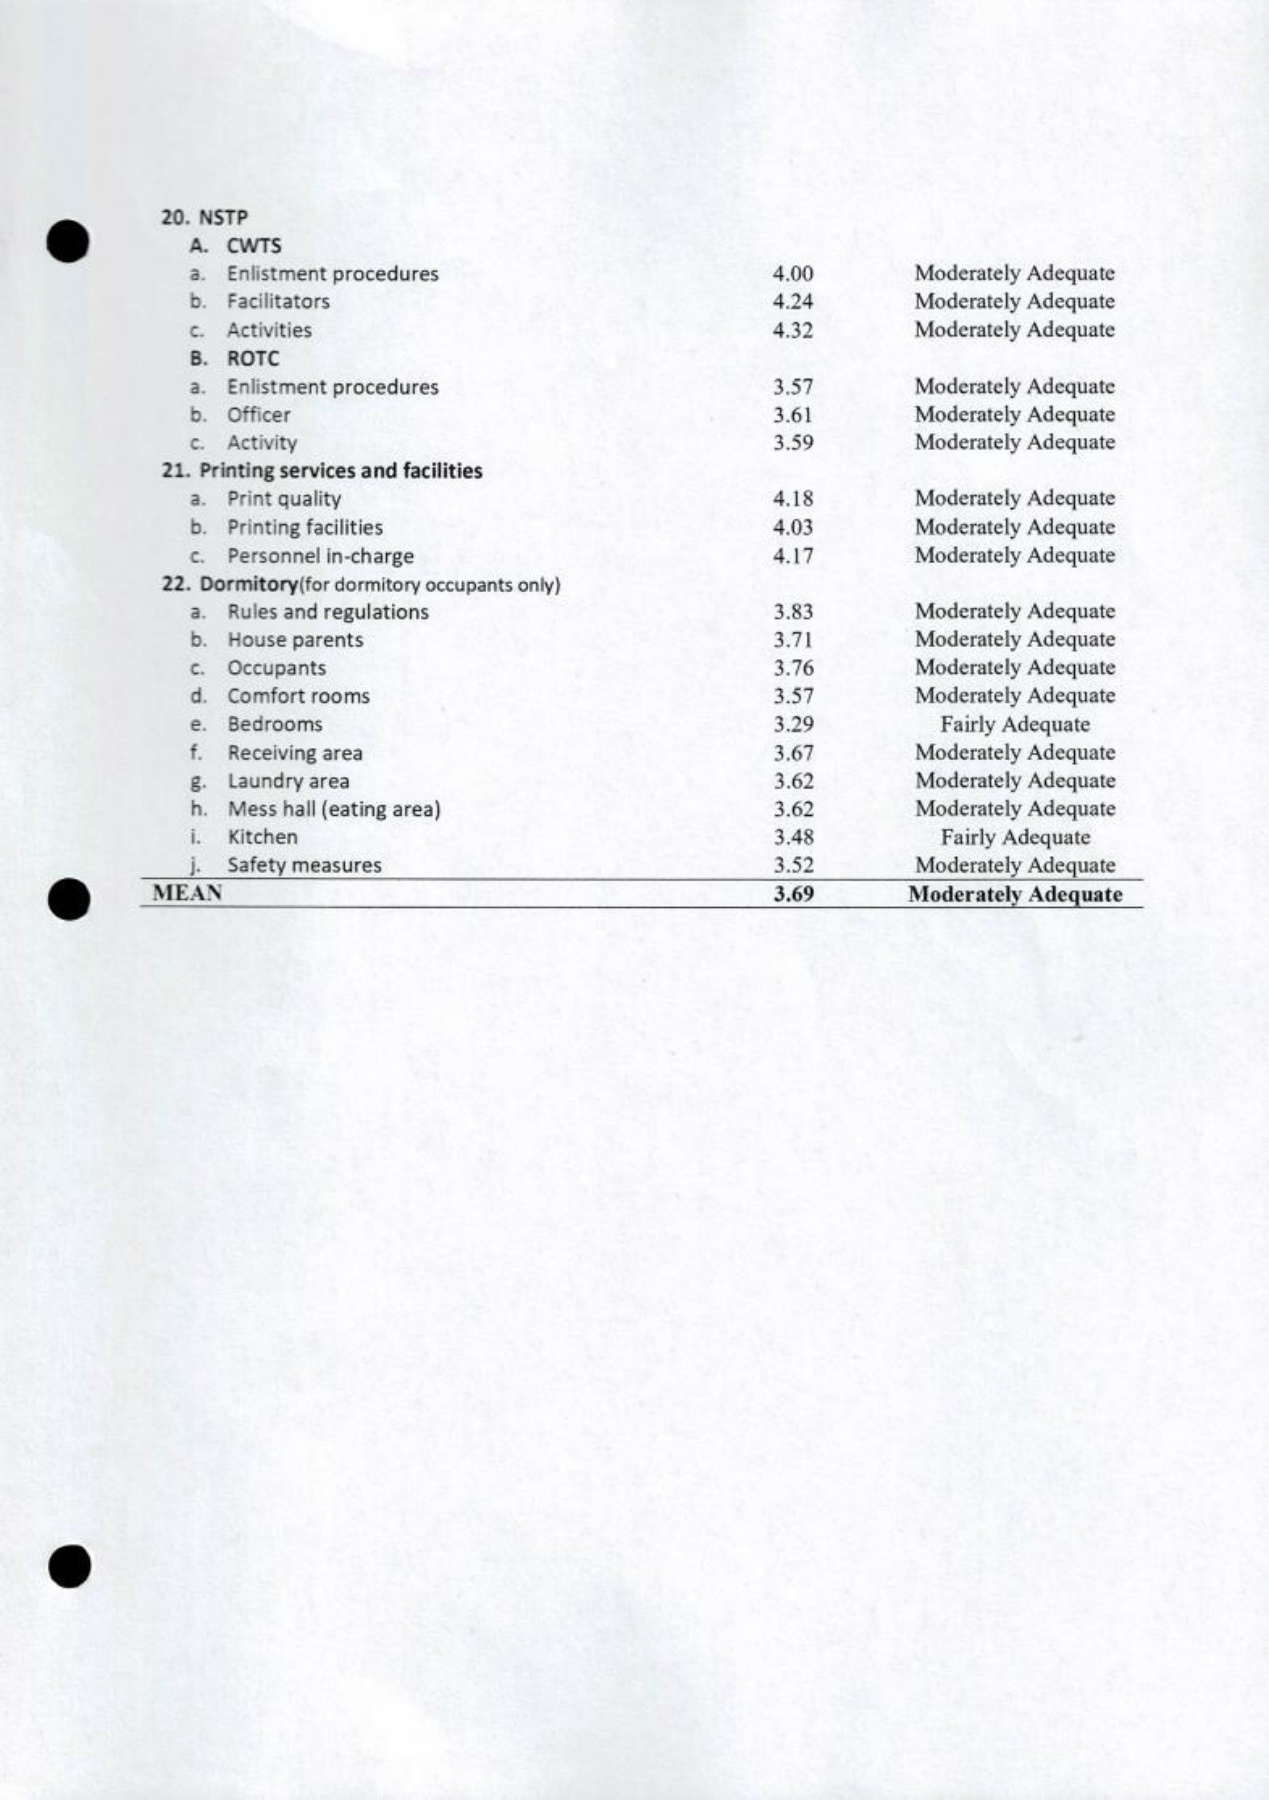 20. NSTP
A. CWTS
a. Enlistment procedures 4.00 Moderately Adequate
b. Facilitators 4.24 Moderately Adequate
c. Activities 4.32 Moderately Adequate
B. ROTC
a. Enlistment procedures 3.57 Moderately Adequate
b. Officer 3.61 Moderately Adequate
c. Activity 3.59 Moderately Adequate
21. Printing services and facilities
a. Print quality 4.18 Moderately Adequate
b. Printing facilities 4.03 Moderately Adequate
c. Personnel in-charge 4.17 Moderately Adequate
22. Dormitory(for dormitory occupants only)
a. Rules and regulations 3.83 Moderately Adequate
b. House parents 3.71 Moderately Adequate
c. Occupants 3.76 Moderately Adequate
d. Comfort rooms 3.57 Moderately Adequate
e. Bedrooms 3.29 Fairly Adequate
f. Receiving area 3.67 Moderately Adequate
g. Laundry area 3.62 Moderately Adequate
h. Mess hall (eating area) 3.62 Moderately Adequate
i. Kitchen 3.48 Fairly Adequate
j. Safety measures 3.52 Moderately Adequate
MEAN 3.69 Moderately Adequate